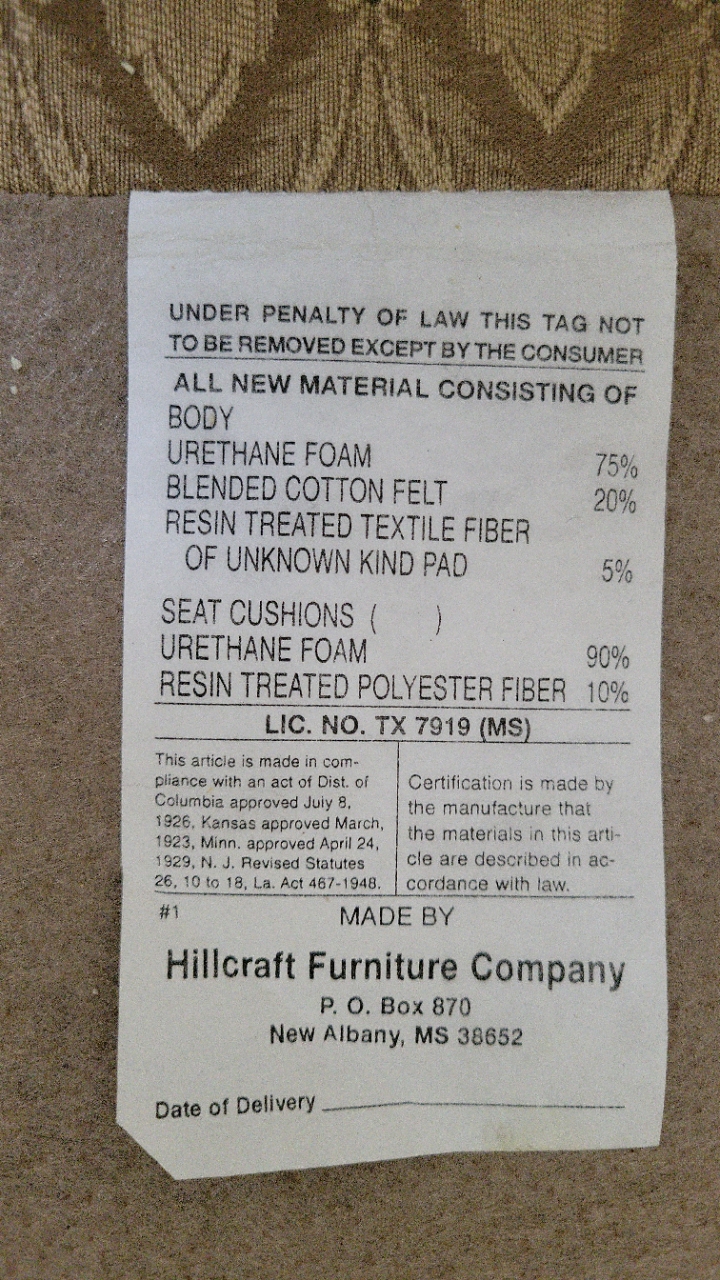 UNDER PENALTY OF LAW THIS TAG NOT
TO BE REMOVED EXCEPT BY THE CONSUMER
ALL NEW MATERIAL CONSISTING OF
BODY
URETHANE FOAM 75%
BLENDED COTTON FELT 20%
RESIN TREATED TEXTILE FIBER
OF UNKNOWN KIND PAD 5%
SEAT CUSHIONS ( )
URETHANE FOAM 90%
RESIN TREATED POLYESTER FIBER 10%
LIC. NO. TX 7919 (MS)
This article is made in com-
pliance with an act of Dist. of
Columbia approved July 8,
1926, Kansas approved March,
1923, Minn. approved April 24,
1929, N. J. Revised Statutes
26, 10 to 18, La. Act 467-1948.
Certification is made by
the manufacture that
the materials in this arti-
cle are described in ac-
cordance with law.
#1 MADE BY
Hillcraft Furniture Company
P. O. Box 870
New Albany, MS 38652
Date of Delivery